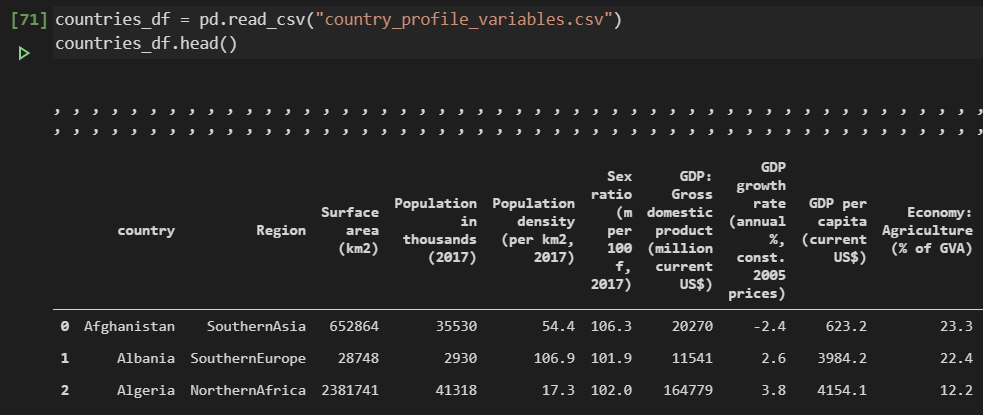 [71] countries_df = pd.read_csv("country_profile_variables.csv")
countries_df.head()
, , , , , , , , , , , , , , , , , , , , , , , , , , , , , , , , , , , , , , , , , , , , , , , , ,
, , , , , , , , , , , , , , , , , , , , , , , , , , , , , , , , , , , , , , , , , , , , , , , , ,
country Region Surface area (km2) Population in thousands (2017) Population density (per km2, 2017) Sex ratio (m per 100 f, 2017) GDP: Gross domestic product (million current US$) GDP growth rate (annual %, const. 2005 prices) GDP per capita (current US$) Economy: Agriculture (% of GVA)
0 Afghanistan SouthernAsia 652864 35530 54.4 106.3 20270 -2.4 623.2 23.3
1 Albania SouthernEurope 28748 2930 106.9 101.9 11541 2.6 3984.2 22.4
2 Algeria NorthernAfrica 2381741 41318 17.3 102.0 164779 3.8 4154.1 12.2